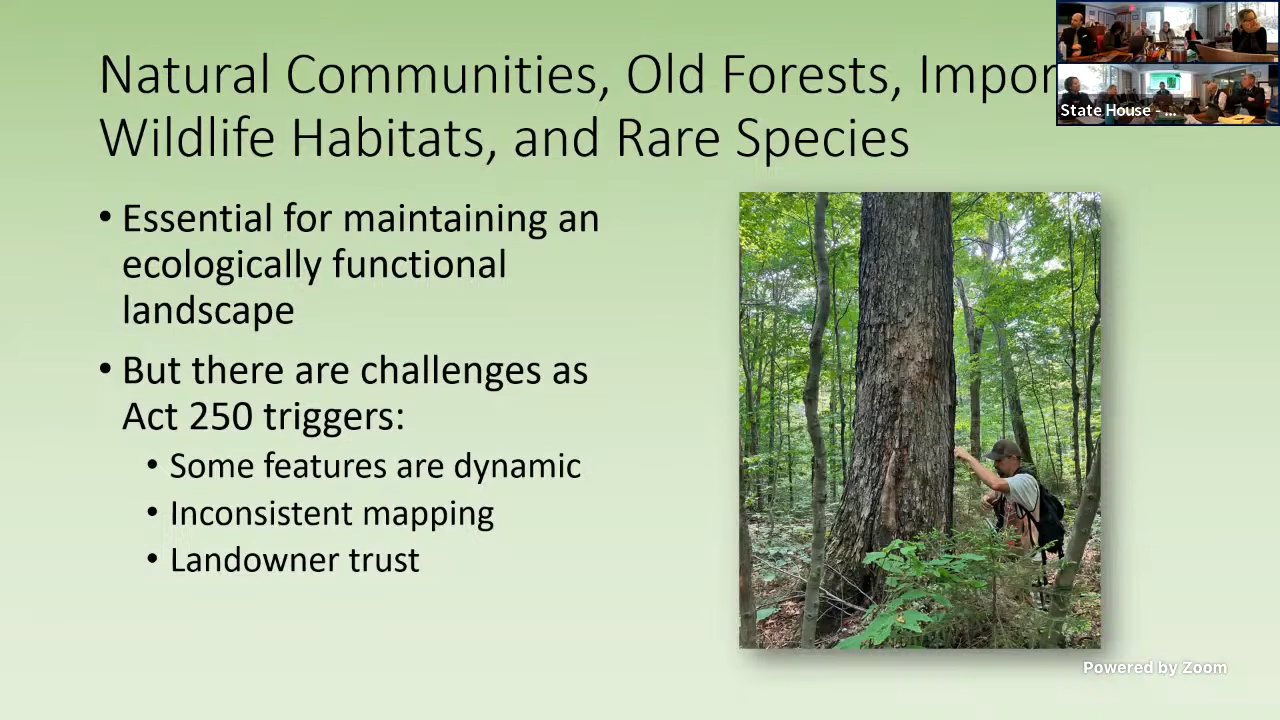 Natural Communities, Old Forests, Impor
Wildlife Habitats, and Rare Species
• Essential for maintaining an
ecologically functional
landscape
• But there are challenges as
Act 250 triggers:
• Some features are dynamic
• Inconsistent mapping
• Landowner trust
State House - ...
Powered by Zoom